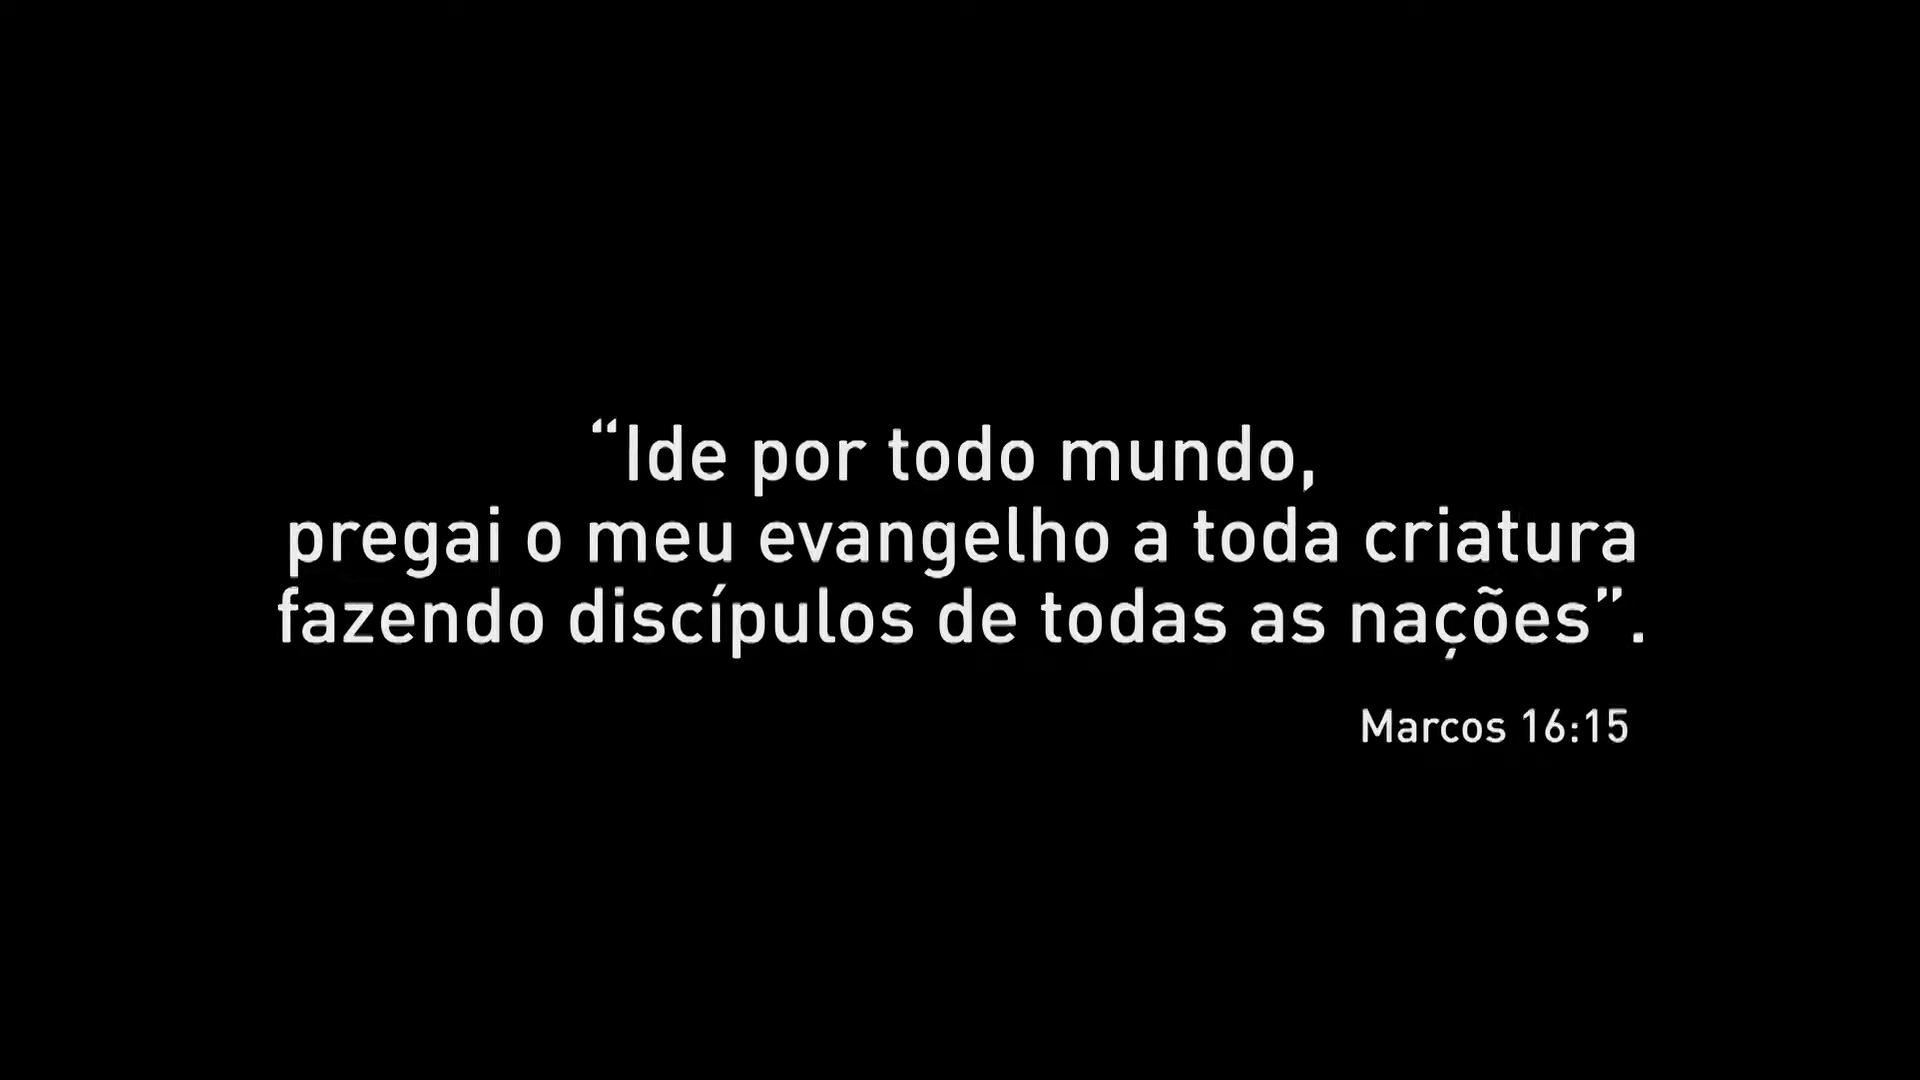 “Ide por todo mundo,
pregai o meu evangelho a toda criatura
fazendo discípulos de todas as nações”.
Marcos 16:15